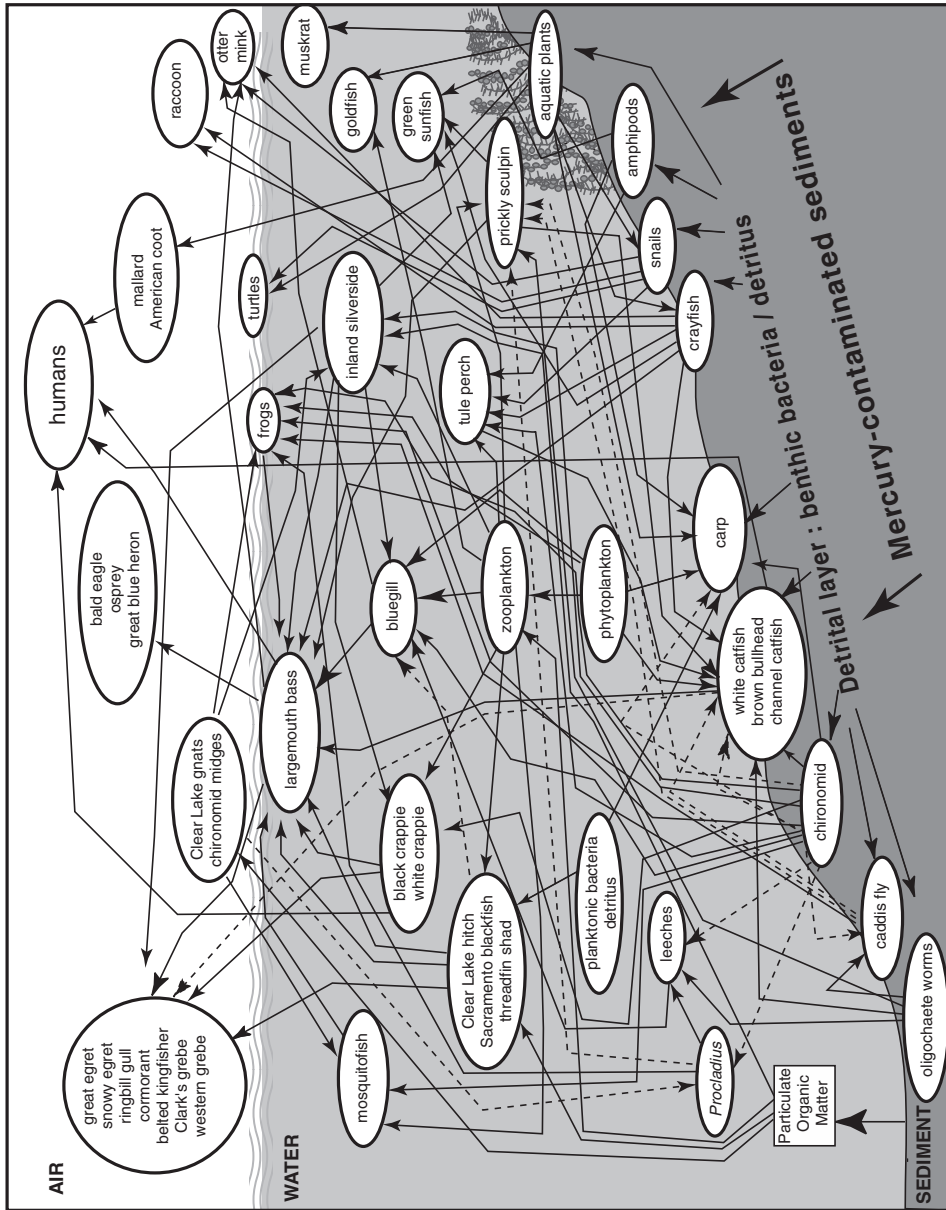 AIR
great egret
snowy egret
ringbill gull
cormorant
belted kingfisher
Clark's grebe
western grebe
Clear Lake gnats
chironomid midges
bald eagle
osprey
great blue heron
humans
mallard
American coot
raccoon
otter
mink
WATER
mosquitofish
largemouth bass
frogs
turtles
muskrat
black crappie
white crappie
bluegill
inland silverside
goldfish
green
sunfish
Clear Lake hitch
Sacramento blackfish
threadfin shad
zooplankton
tule perch
prickly sculpin
aquatic plants
planktonic bacteria
detritus
phytoplankton
leeches
Procladius
carp
crayfish
snails
amphipods
white catfish
brown bullhead
channel catfish
chironomid
caddis fly
Particulate
Organic
Matter
oligochaete worms
SEDIMENT
Detrital layer : benthic bacteria / detritus
Mercury-contaminated sediments